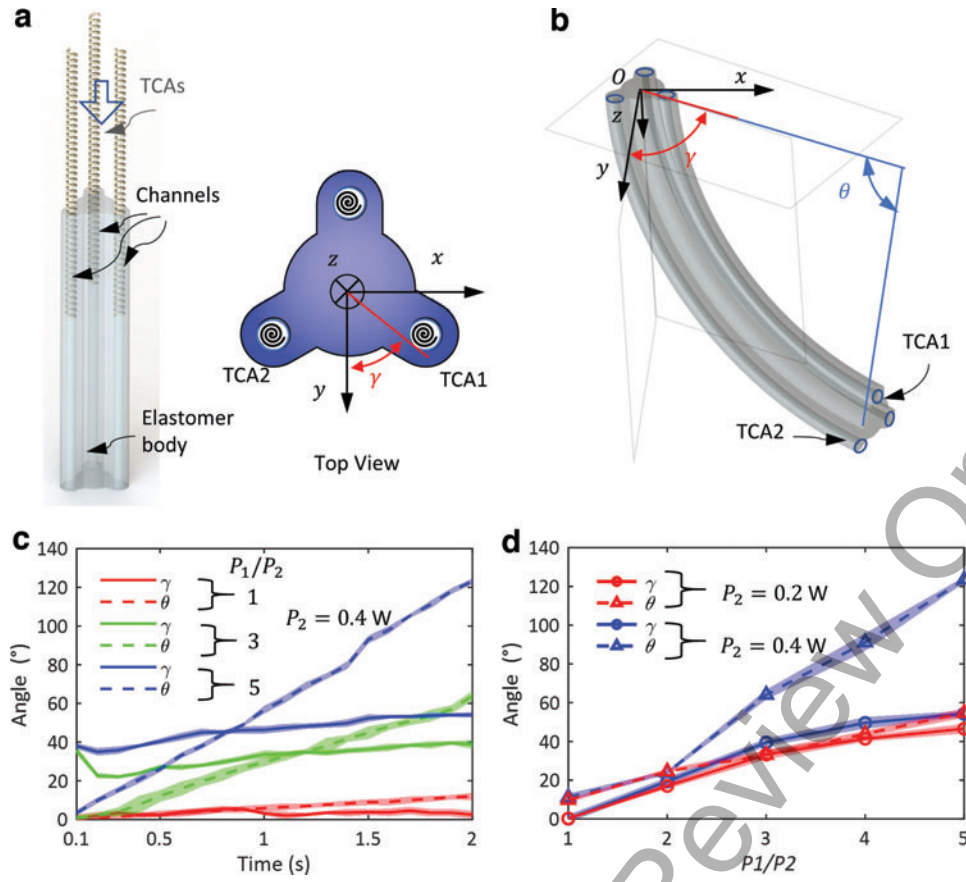 a
TCAs
Channels
Elastomer
body
z
x
y
γ
TCA2
TCA1
Top View
b
O
x
z
y
γ
θ
TCA1
TCA2
c
Angle (°)
140
120
100
80
60
40
20
0
0.1
0.5
1
1.5
2
Time (s)
P₁/P₂
γ
θ
1
γ
θ
3
γ
θ
5
P₂ = 0.4 W
d
Angle (°)
140
120
100
80
60
40
20
0
1
2
3
4
5
P1/P2
γ
θ
P₂ = 0.2 W
γ
θ
P₂ = 0.4 W
Review On